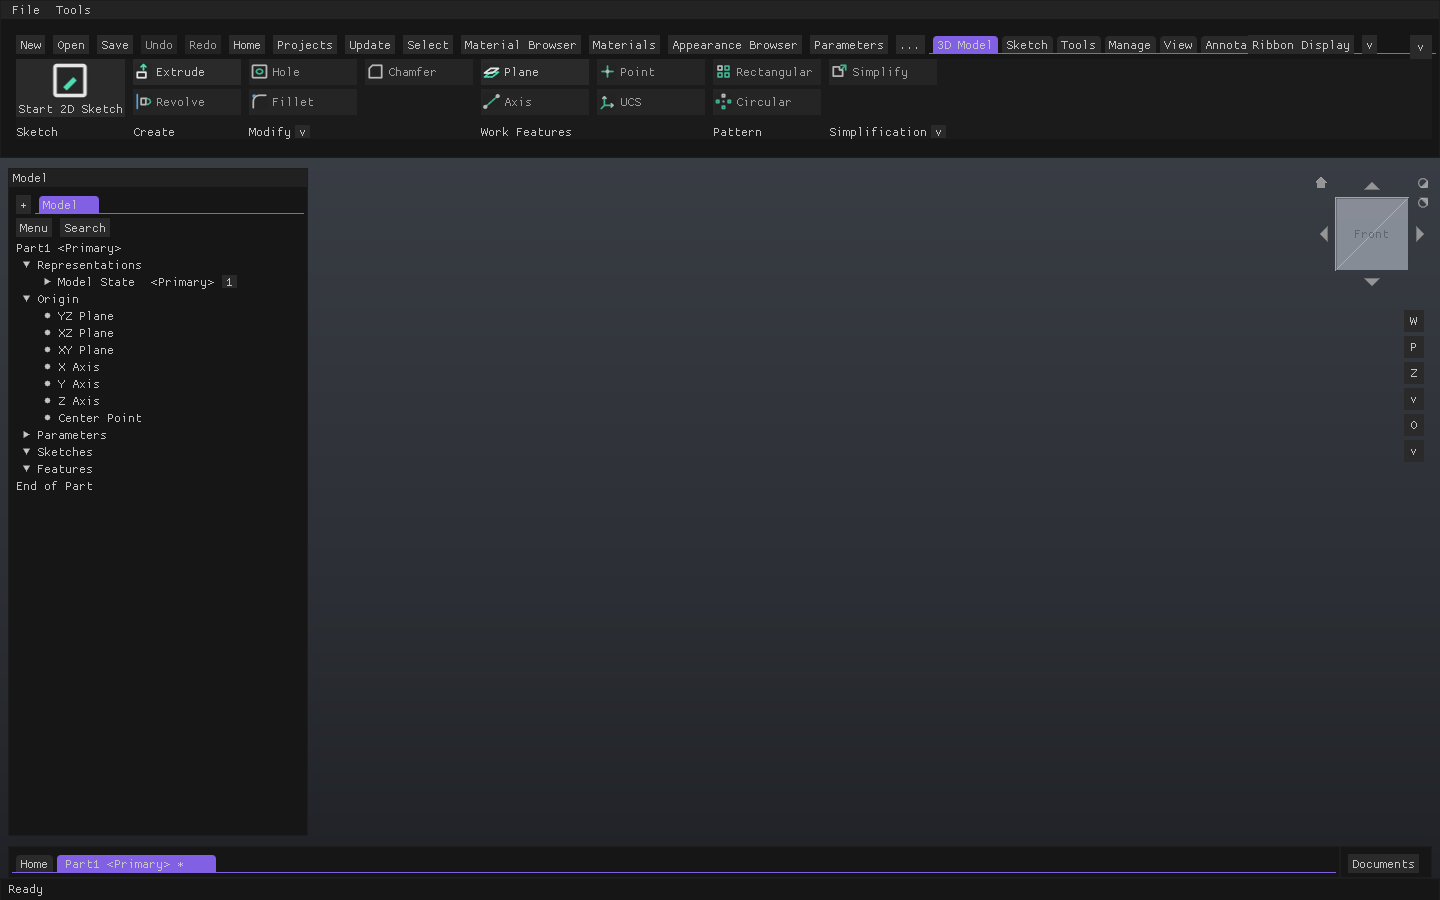 File Tools
New Open Save Undo Redo Home Projects Update Select Material Browser Materials Appearance Browser Parameters ... 3D Model Sketch Tools Manage View Annota Ribbon Display v v
Extrude Hole Chamfer Plane Point Rectangular Simplify
Start 2D Sketch Revolve Fillet Axis UCS Circular
Sketch Create Modify v Work Features Pattern Simplification v
Model
+ Model
Menu Search
Part1 <Primary>
Representations
Model State <Primary> 1
Origin
YZ Plane
XZ Plane
XY Plane
X Axis
Y Axis
Z Axis
Center Point
Parameters
Sketches
Features
End of Part
Front
W
P
Z
v
O
v
Home Part1 <Primary> * Documents
Ready